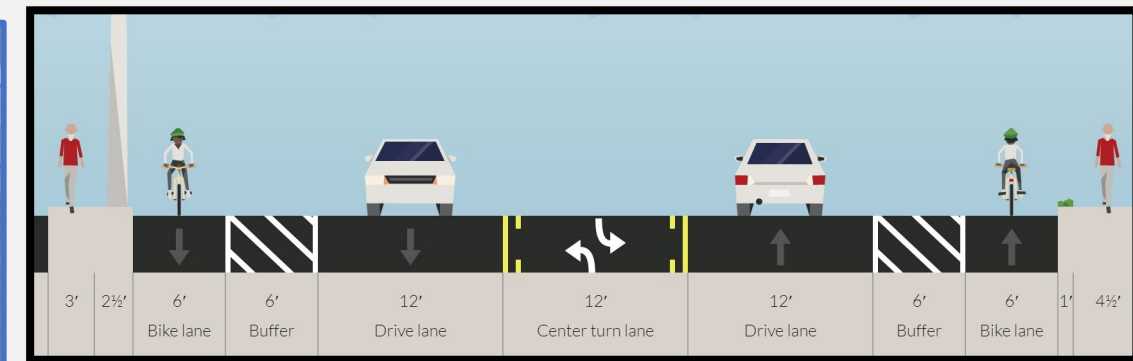 3′ 2½′ 6′ 6′ 12′ 12′ 12′ 6′ 6′ 1′ 4½′
Bike lane Buffer Drive lane Center turn lane Drive lane Buffer Bike lane